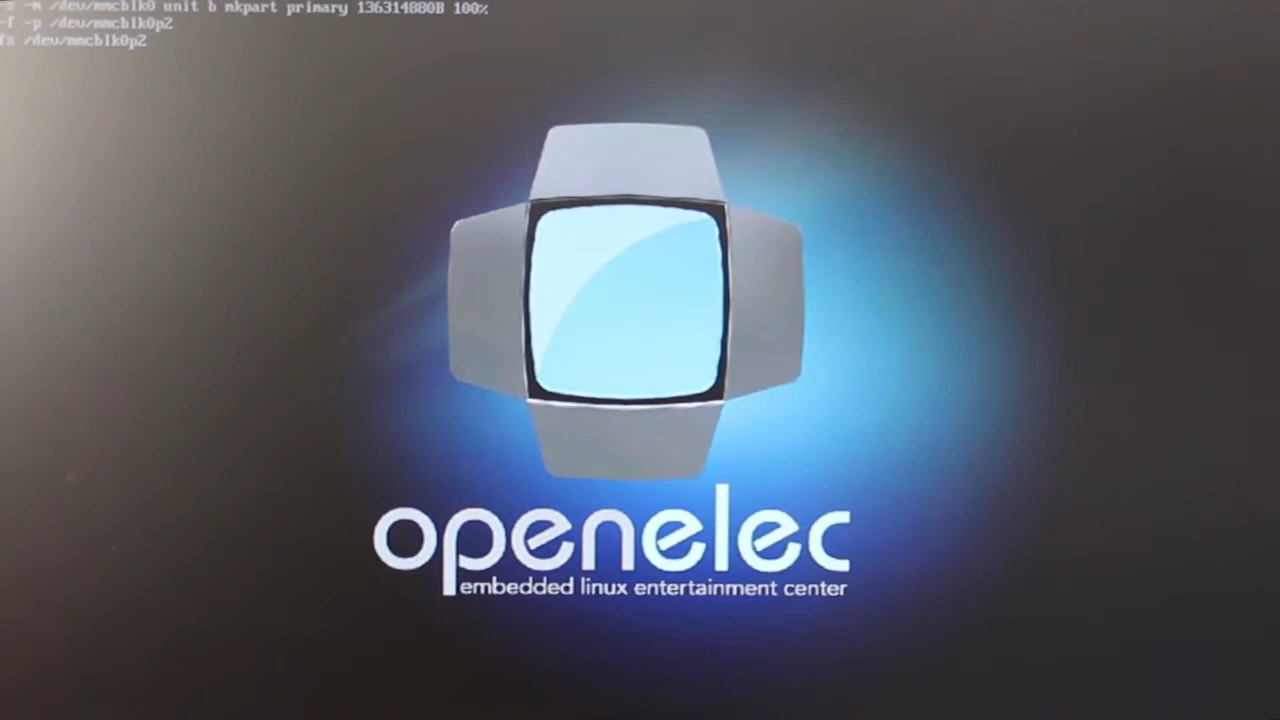 -s -m /dev/mmcblk0 unit b mkpart primary 136314880B 100%
-f -p /dev/mmcblk0p2
fs /dev/mmcblk0p2
openelec
embedded linux entertainment center